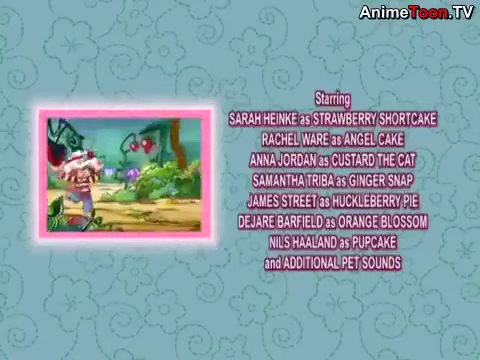 AnimeToon.TV
Starring
SARAH HEINKE as STRAWBERRY SHORTCAKE
RACHEL WARE as ANGEL CAKE
ANNA JORDAN as CUSTARD THE CAT
SAMANTHA TRIBA as GINGER SNAP
JAMES STREET as HUCKLEBERRY PIE
DEJARE BARFIELD as ORANGE BLOSSOM
NILS HAALAND as PUPCAKE
and ADDITIONAL PET SOUNDS